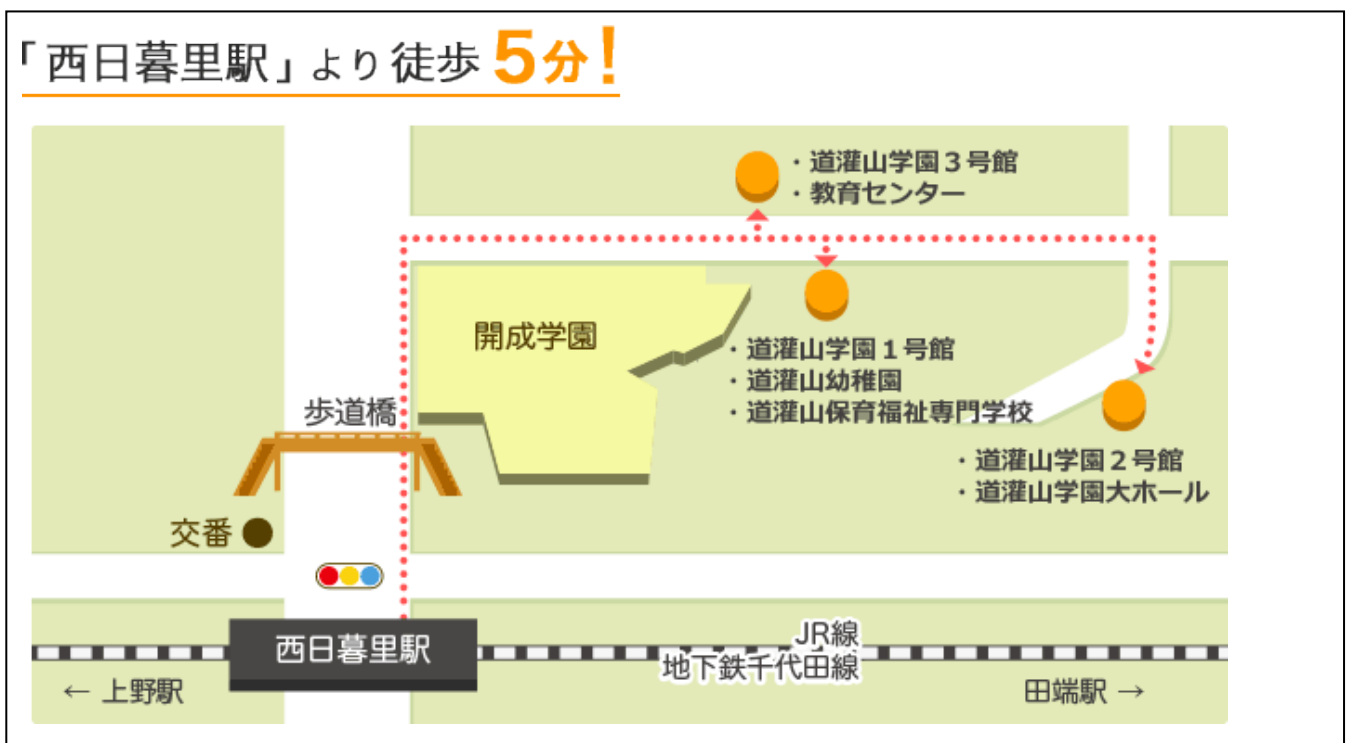 「西日暮里駅」より徒歩5分!
・道灌山学園３号館
・教育センター
開成学園
・道灌山学園１号館
・道灌山幼稚園
・道灌山保育福祉専門学校
歩道橋
・道灌山学園２号館
・道灌山学園大ホール
交番
西日暮里駅
JR線
地下鉄千代田線
← 上野駅
田端駅 →